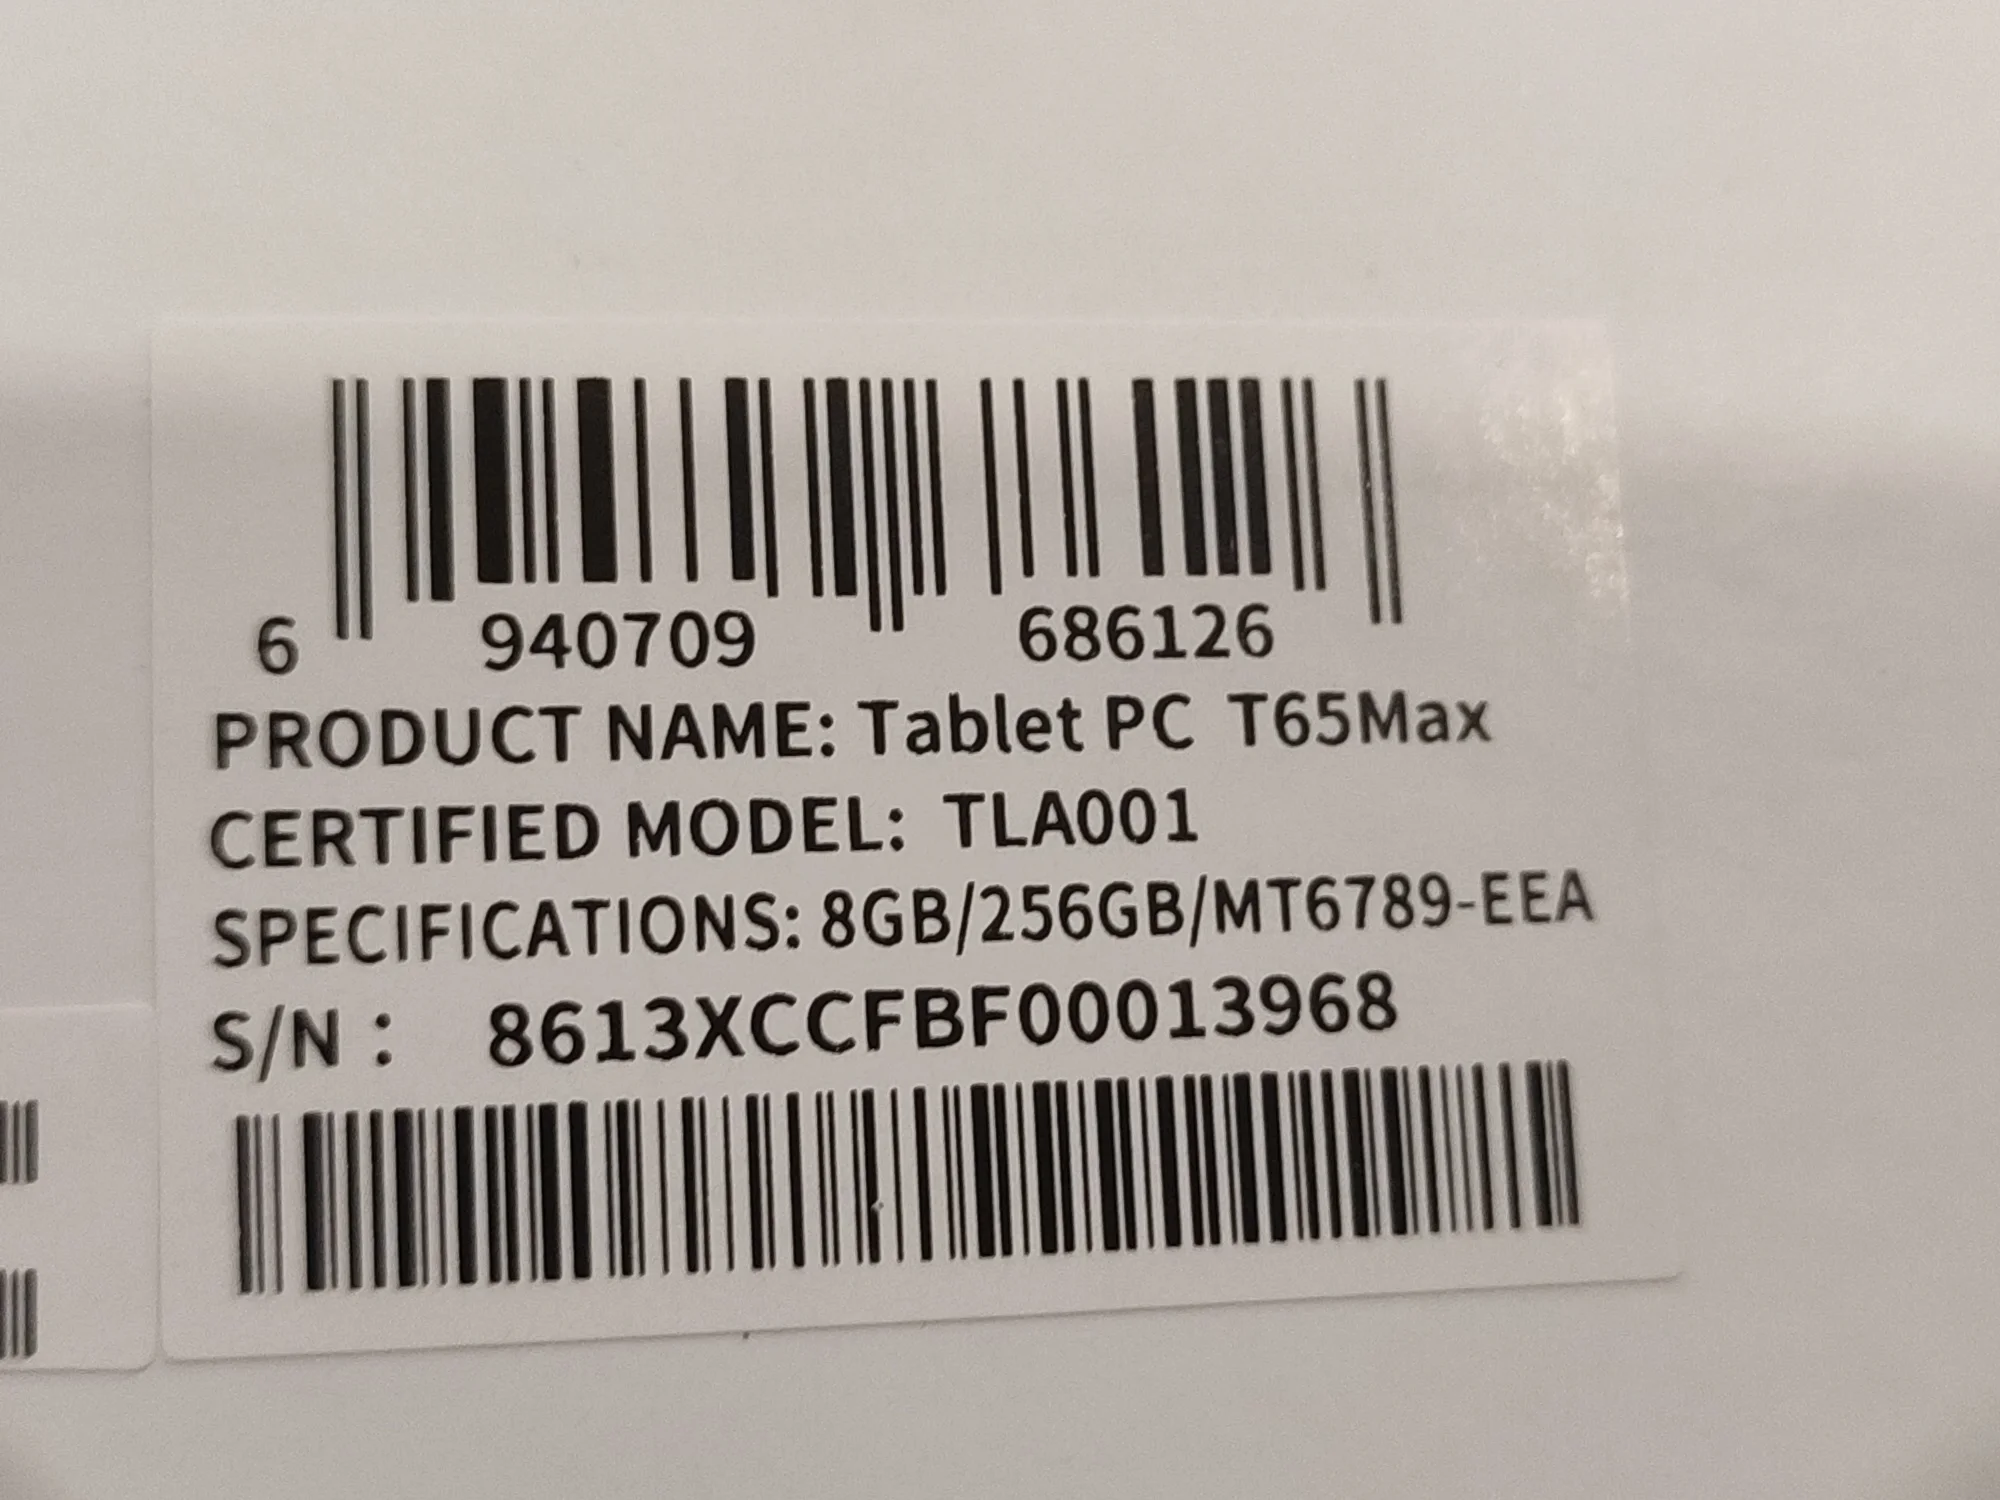 6 940709 686126
PRODUCT NAME: Tablet PC T65Max
CERTIFIED MODEL: TLA001
SPECIFICATIONS: 8GB/256GB/MT6789-EEA
S/N : 8613XCCFBF00013968